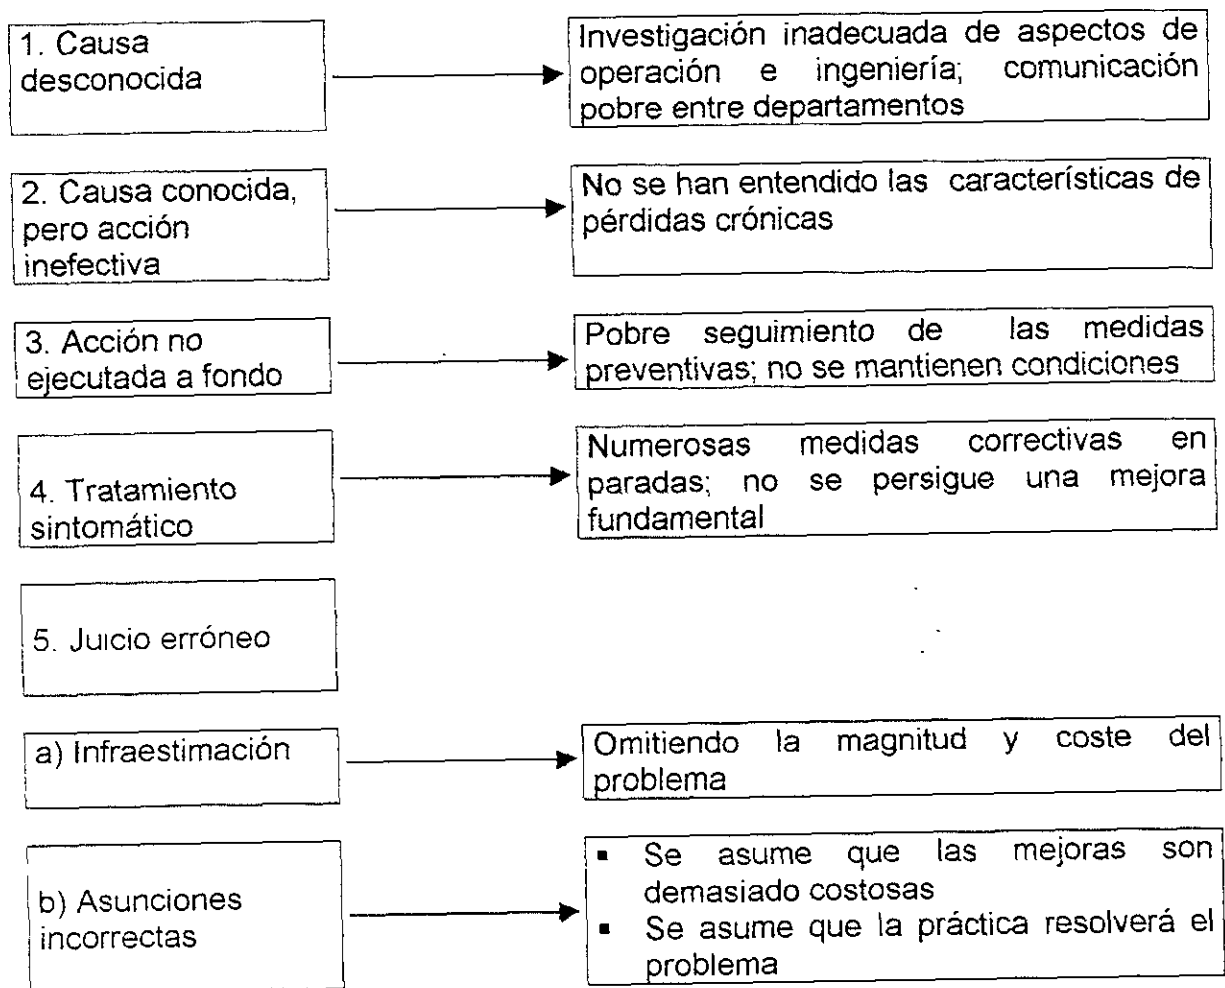 1. Causa
desconocida
Investigación inadecuada de aspectos de
operación e ingeniería; comunicación
pobre entre departamentos
2. Causa conocida,
pero acción
inefectiva
No se han entendido las características de
pérdidas crónicas
3. Acción no
ejecutada a fondo
Pobre seguimiento de las medidas
preventivas; no se mantienen condiciones
4. Tratamiento
sintomático
Numerosas medidas correctivas en
paradas; no se persigue una mejora
fundamental
5. Juicio erróneo
a) Infraestimación
Omitiendo la magnitud y coste del
problema
b) Asunciones
incorrectas
▪ Se asume que las mejoras son
demasiado costosas
▪ Se asume que la práctica resolverá el
problema